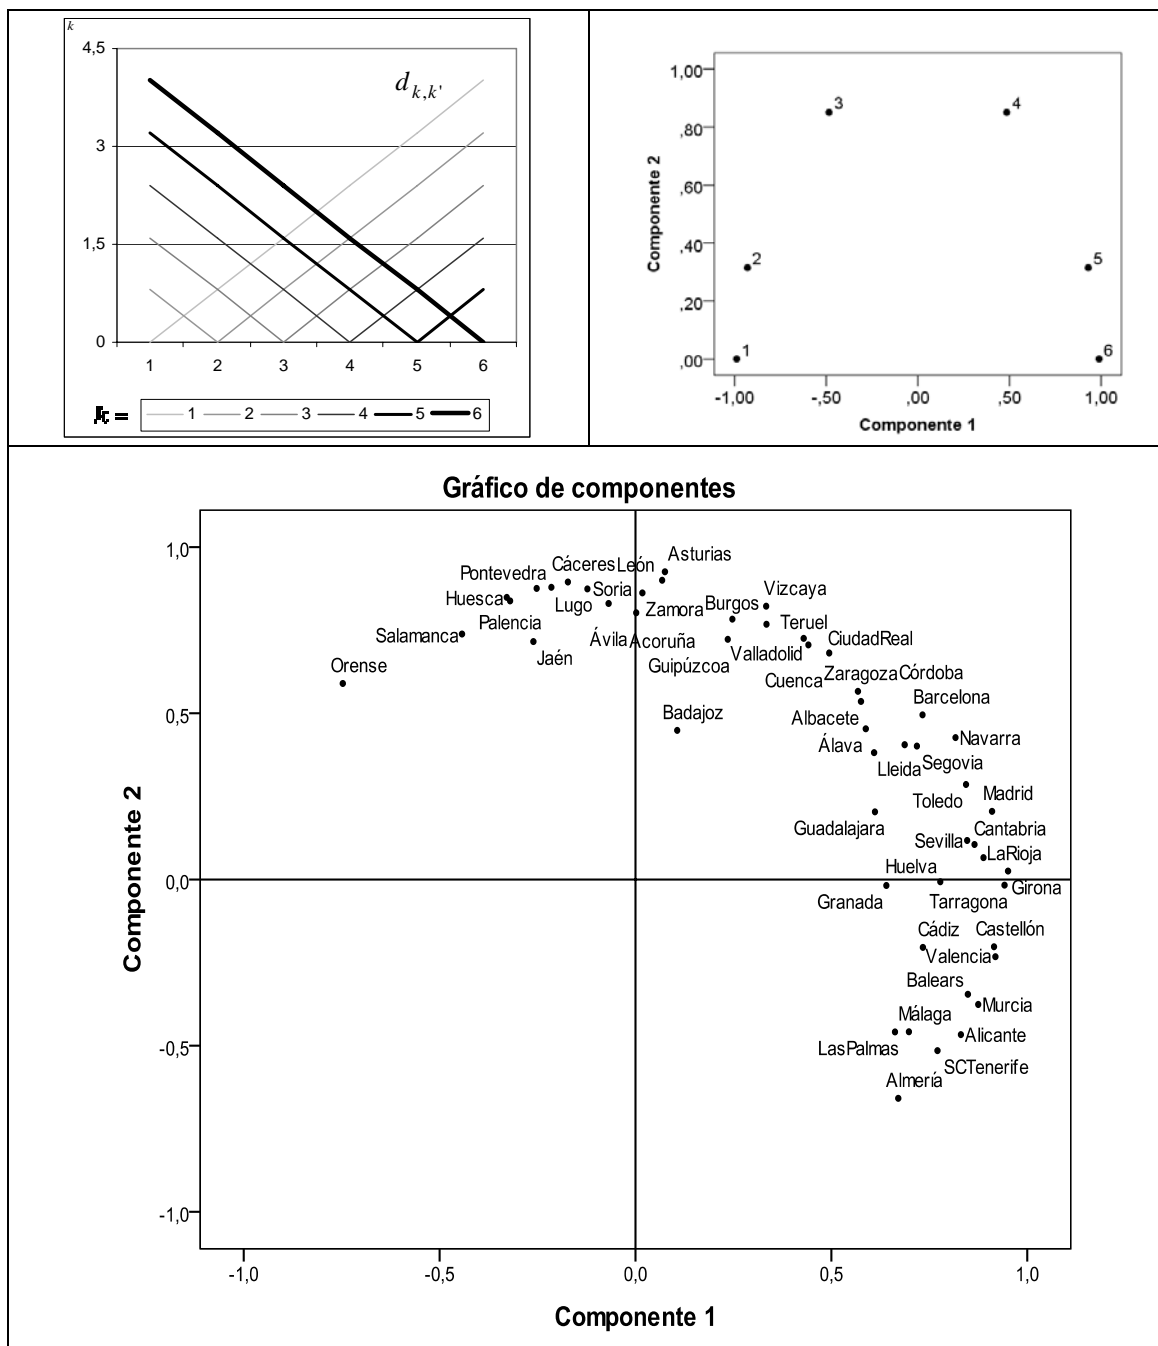 k
4,5
d k,k'
3
1,5
0
1 2 3 4 5 6
k = 1 2 3 4 5 6
1,00
,80
,60
,40
,20
,00
Componente 2
3
4
2
5
1
6
-1,00 -,50 ,00 ,50 1,00
Componente 1
Gráfico de componentes
1,0
0,5
0,0
-0,5
-1,0
Componente 2
Asturias
Cáceres León
Pontevedra
Huesca Soria Vizcaya
Lugo Zamora Burgos
Palencia Teruel
Salamanca Ávila Acoruña CiudadReal
Jaén Guipúzcoa Valladolid
Orense Cuenca Zaragoza Córdoba
Barcelona
Badajoz Albacete
Álava Navarra
Lleida Segovia
Toledo Madrid
Guadalajara Cantabria
Sevilla LaRioja
Huelva
Girona
Granada Tarragona
Cádiz Castellón
Valencia
Balears
Murcia
Málaga
Alicante
LasPalmas
SCTenerife
Almería
-1,0 -0,5 0,0 0,5 1,0
Componente 1